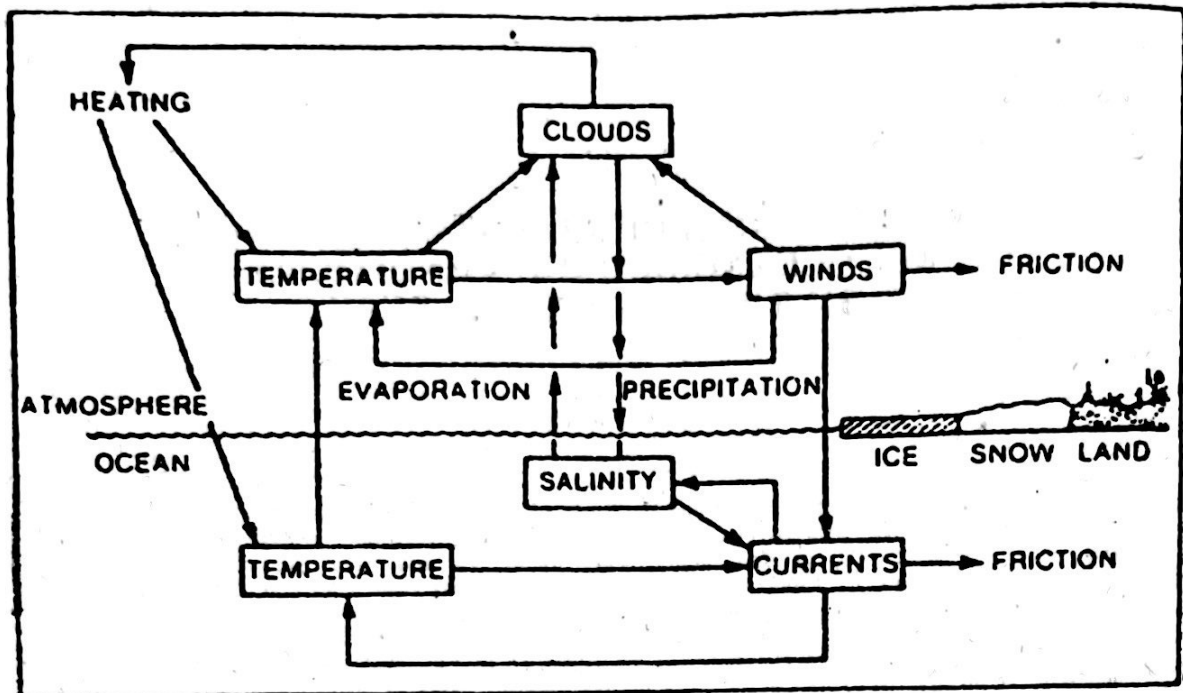 HEATING
CLOUDS
TEMPERATURE
WINDS
FRICTION
EVAPORATION
PRECIPITATION
ATMOSPHERE
OCEAN
ICE
SNOW
LAND
SALINITY
TEMPERATURE
CURRENTS
FRICTION